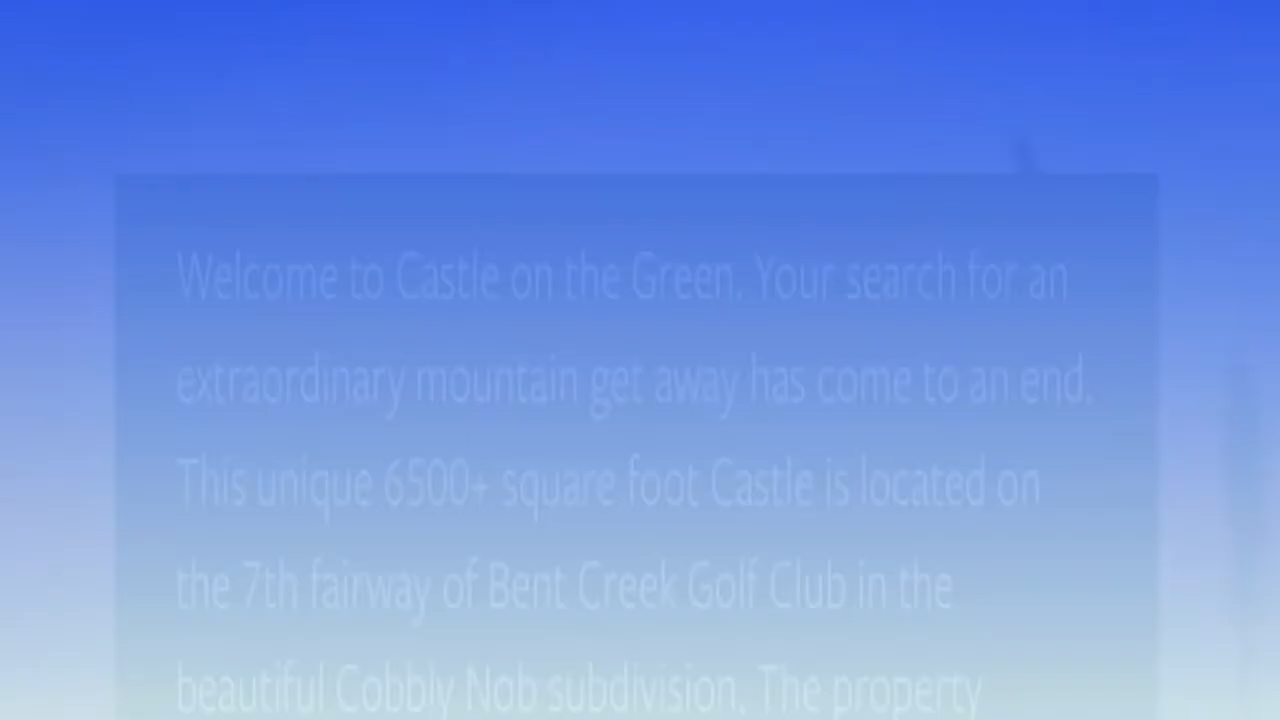 Welcome to Castle on the Green. Your search for an
extraordinary mountain get away has come to an end.
This unique 6500+ square foot Castle is located on
the 7th fairway of Bent Creek Golf Club in the
beautiful Cobbly Nob subdivision. The property